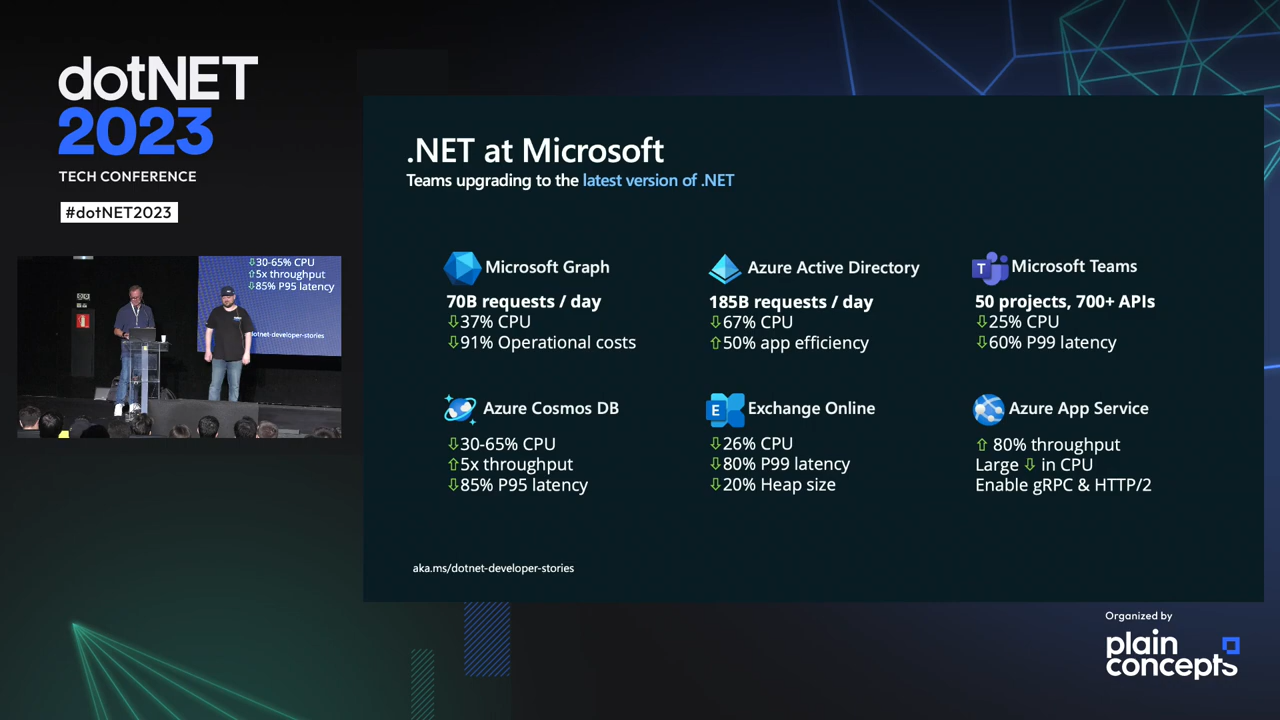 dotNET
2023
TECH CONFERENCE
#dotNET2023
30-65% CPU
5x throughput
85% P95 latency
dotnet-developer-stories
.NET at Microsoft
Teams upgrading to the latest version of .NET
Microsoft Graph
70B requests / day
⇩37% CPU
⇩91% Operational costs
Azure Active Directory
185B requests / day
⇩67% CPU
⇧50% app efficiency
Microsoft Teams
50 projects, 700+ APIs
⇩25% CPU
⇩60% P99 latency
Azure Cosmos DB
⇩30-65% CPU
⇧5x throughput
⇩85% P95 latency
Exchange Online
⇩26% CPU
⇩80% P99 latency
⇩20% Heap size
Azure App Service
⇧ 80% throughput
Large ⇩ in CPU
Enable gRPC & HTTP/2
aka.ms/dotnet-developer-stories
Organized by
plain
concepts